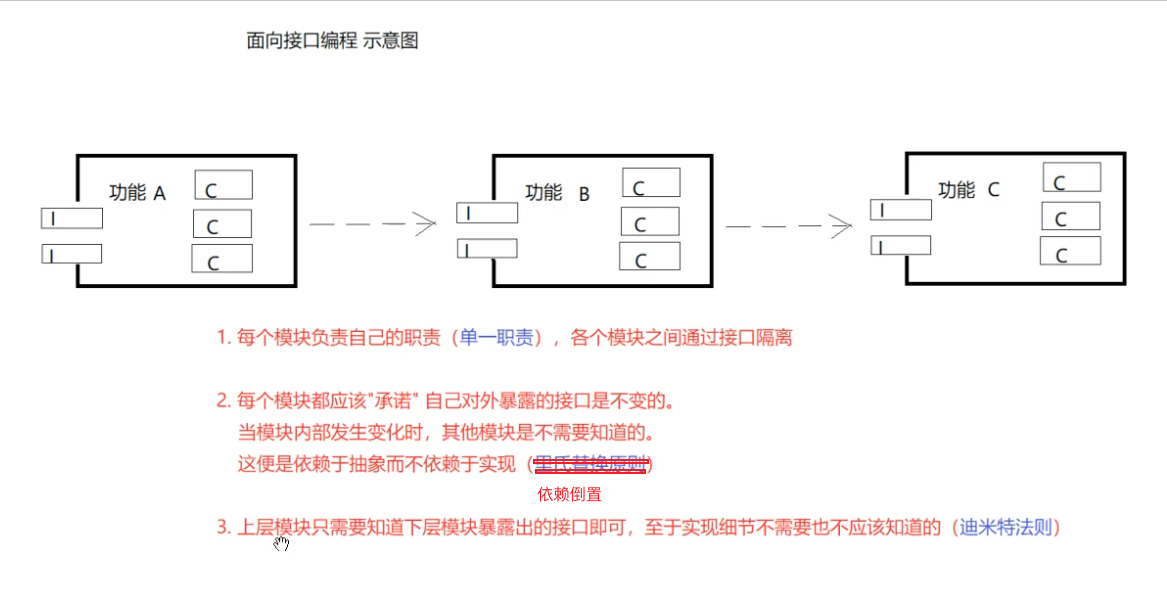 面向接口编程 示意图
功能 A
C
C
C
I
I
功能 B
C
C
C
I
I
功能 C
C
C
C
I
I
1. 每个模块负责自己的职责（单一职责），各个模块之间通过接口隔离
2. 每个模块都应该"承诺" 自己对外暴露的接口是不变的。
当模块内部发生变化时，其他模块是不需要知道的。
这便是依赖于抽象而不依赖于实现（里氏替换原则）
依赖倒置
3. 上层模块只需要知道下层模块暴露出的接口即可，至于实现细节不需要也不应该知道的（迪米特法则）